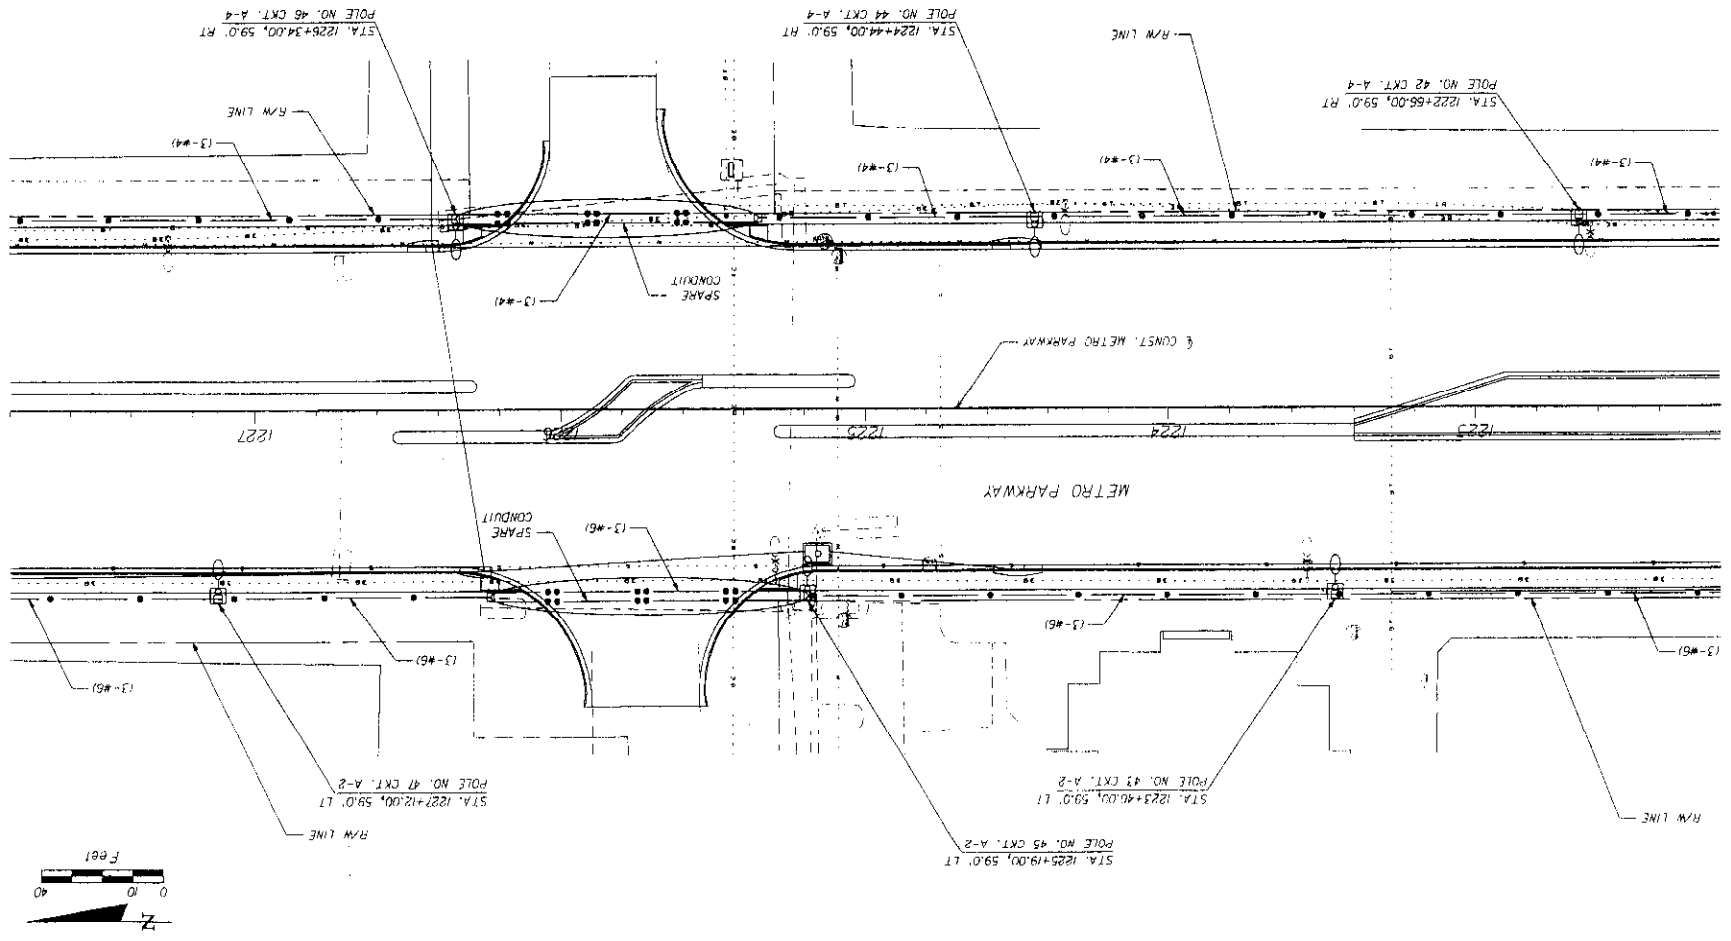 N
0 10 40
Feet
STA. 1225+19.00, 59.0' LT
POLE NO. 45 CKT. A-2
R/W LINE
R/W LINE
STA. 1223+46.00, 59.0' LT
POLE NO. 43 CKT. A-2
STA. 1227+12.00, 59.0' LT
POLE NO. 47 CKT. A-2
(3-#6)
(3-#6)
(3-#6)
(3-#6)
(3-#6)
SPARE
CONDUIT
METRO PARKWAY
1223
1224
1225
1227
℄ CONST. METRO PARKWAY
(3-#4)
SPARE
CONDUIT
(3-#4)
(3-#4)
(3-#4)
(3-#4)
(3-#4)
R/W LINE
STA. 1222+66.00, 59.0' RT
POLE NO. 42 CKT. A-4
R/W LINE
STA. 1224+44.00, 59.0' RT
POLE NO. 44 CKT. A-4
STA. 1226+34.00, 59.0' RT
POLE NO. 46 CKT. A-4